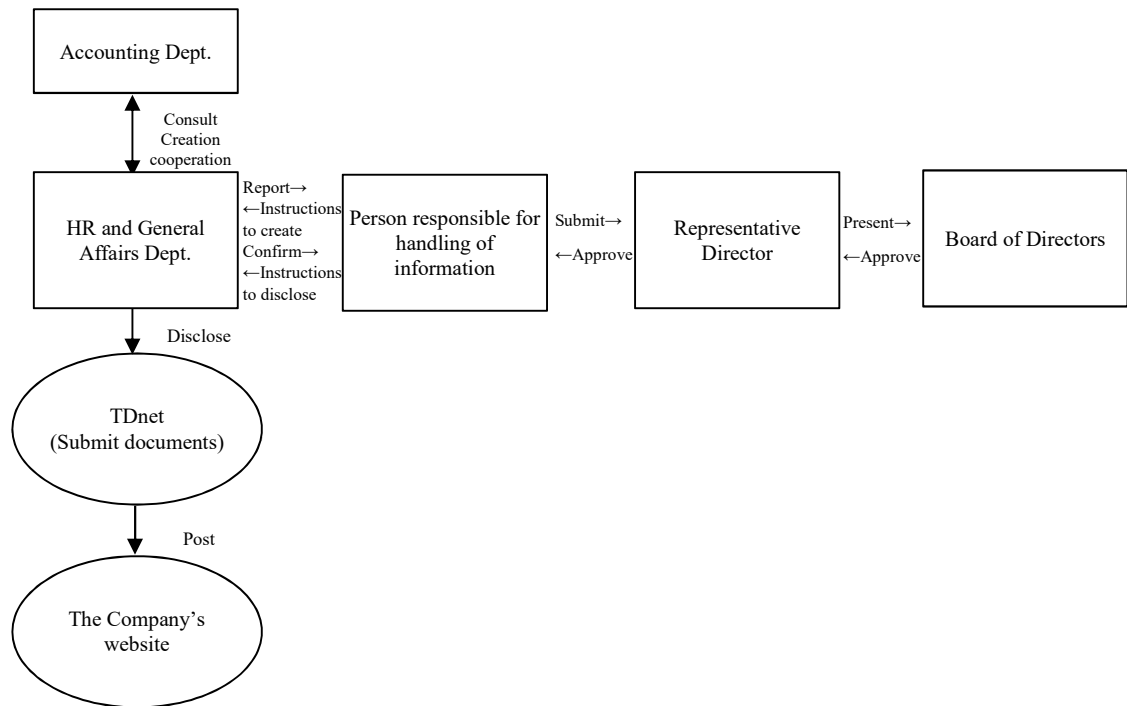 Accounting Dept.
Consult
Creation
cooperation
HR and General
Affairs Dept.
Report→
←Instructions
to create
Confirm→
←Instructions
to disclose
Person responsible for
handling of
information
Submit→
←Approve
Representative
Director
Present→
←Approve
Board of Directors
Disclose
TDnet
(Submit documents)
Post
The Company’s
website